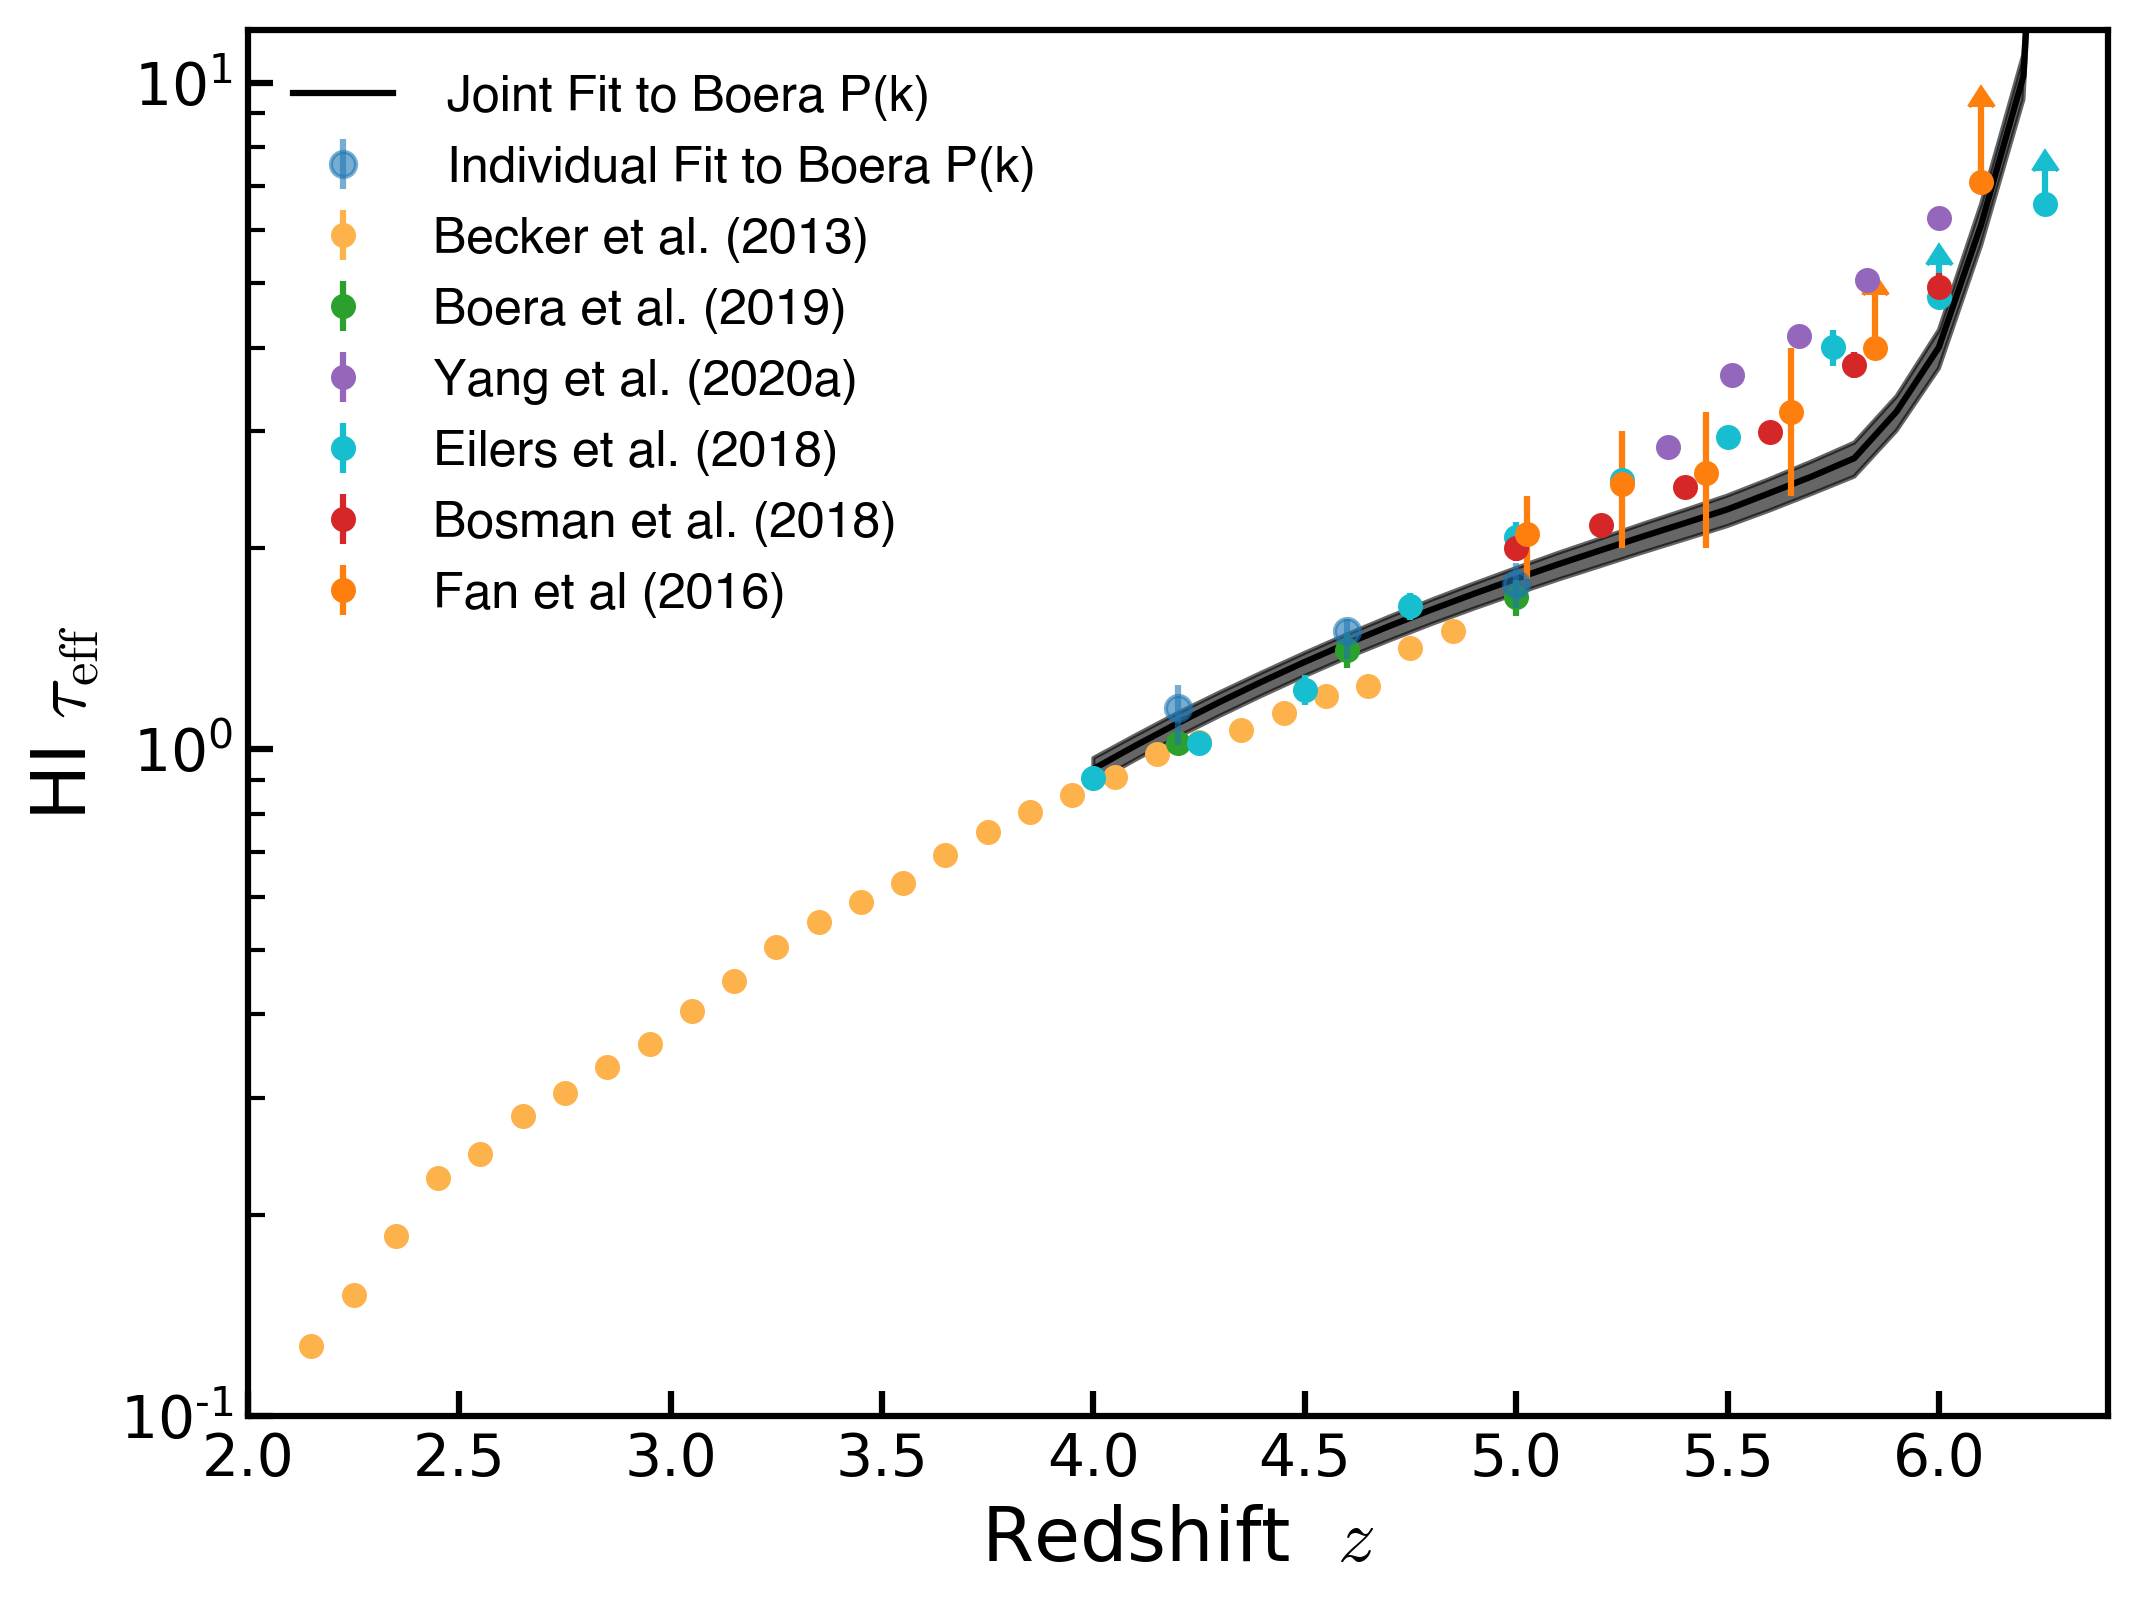 10^1
10^0
10^-1
HI τ_eff
Joint Fit to Boera P(k)
Individual Fit to Boera P(k)
Becker et al. (2013)
Boera et al. (2019)
Yang et al. (2020a)
Eilers et al. (2018)
Bosman et al. (2018)
Fan et al (2016)
2.0 2.5 3.0 3.5 4.0 4.5 5.0 5.5 6.0
Redshift z